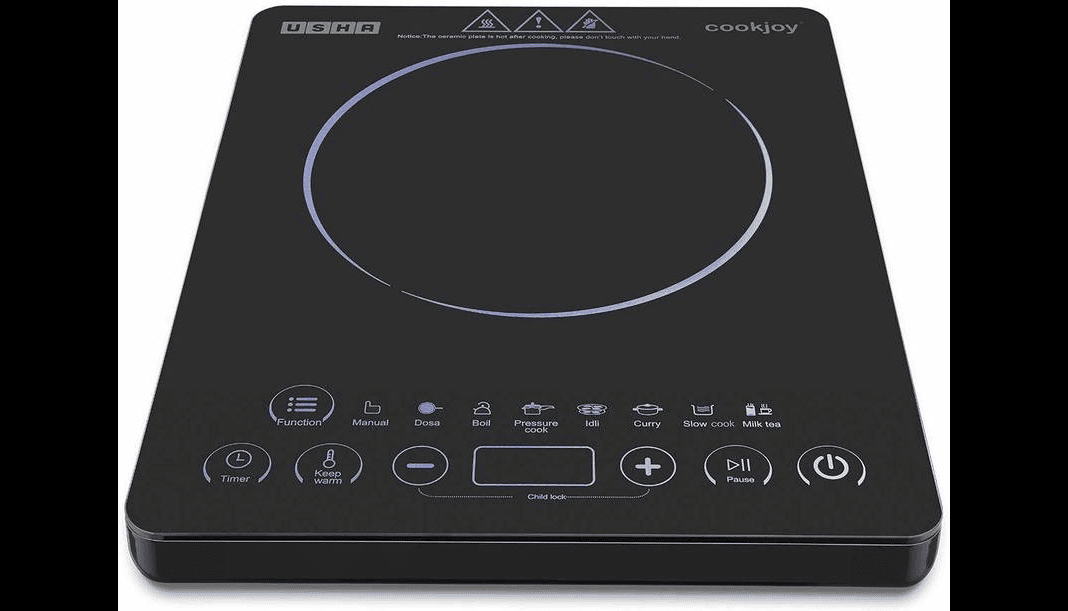 USHA
cookjoy
Notice:The ceramic plate is hot after cooking, please don't touch with your hand.
Function
Manual
Dosa
Boil
Pressure
cook
Idli
Curry
Slow cook
Milk tea
Timer
Keep
warm
Pause
Child lock